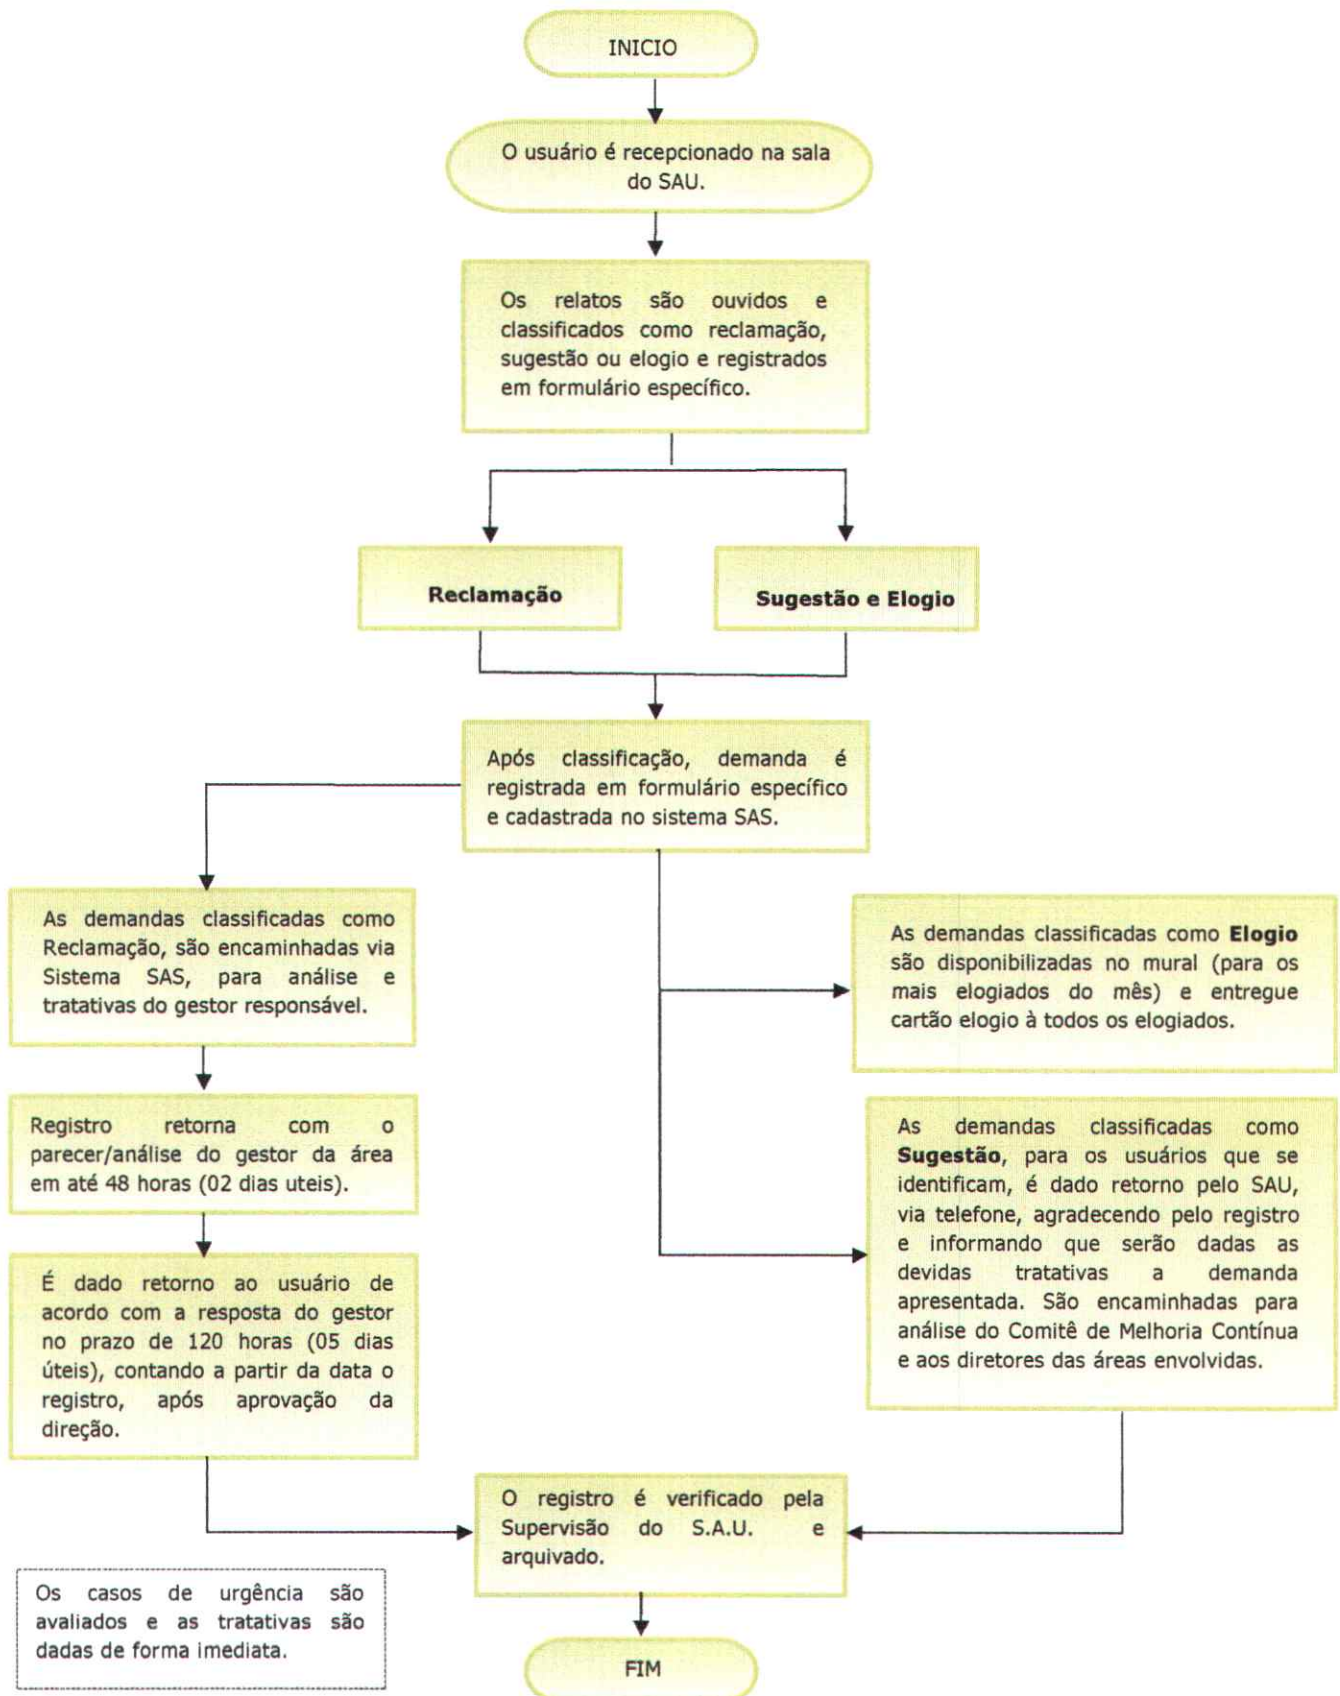 INICIO
O usuário é recepcionado na sala
do SAU.
Os relatos são ouvidos e
classificados como reclamação,
sugestão ou elogio e registrados
em formulário específico.
Reclamação
Sugestão e Elogio
Após classificação, demanda é
registrada em formulário específico
e cadastrada no sistema SAS.
As demandas classificadas como
Reclamação, são encaminhadas via
Sistema SAS, para análise e
tratativas do gestor responsável.
Registro retorna com o
parecer/análise do gestor da área
em até 48 horas (02 dias uteis).
É dado retorno ao usuário de
acordo com a resposta do gestor
no prazo de 120 horas (05 dias
úteis), contando a partir da data o
registro, após aprovação da
direção.
As demandas classificadas como Elogio
são disponibilizadas no mural (para os
mais elogiados do mês) e entregue
cartão elogio à todos os elogiados.
As demandas classificadas como
Sugestão, para os usuários que se
identificam, é dado retorno pelo SAU,
via telefone, agradecendo pelo registro
e informando que serão dadas as
devidas tratativas a demanda
apresentada. São encaminhadas para
análise do Comitê de Melhoria Contínua
e aos diretores das áreas envolvidas.
O registro é verificado pela
Supervisão do S.A.U. e
arquivado.
Os casos de urgência são
avaliados e as tratativas são
dadas de forma imediata.
FIM